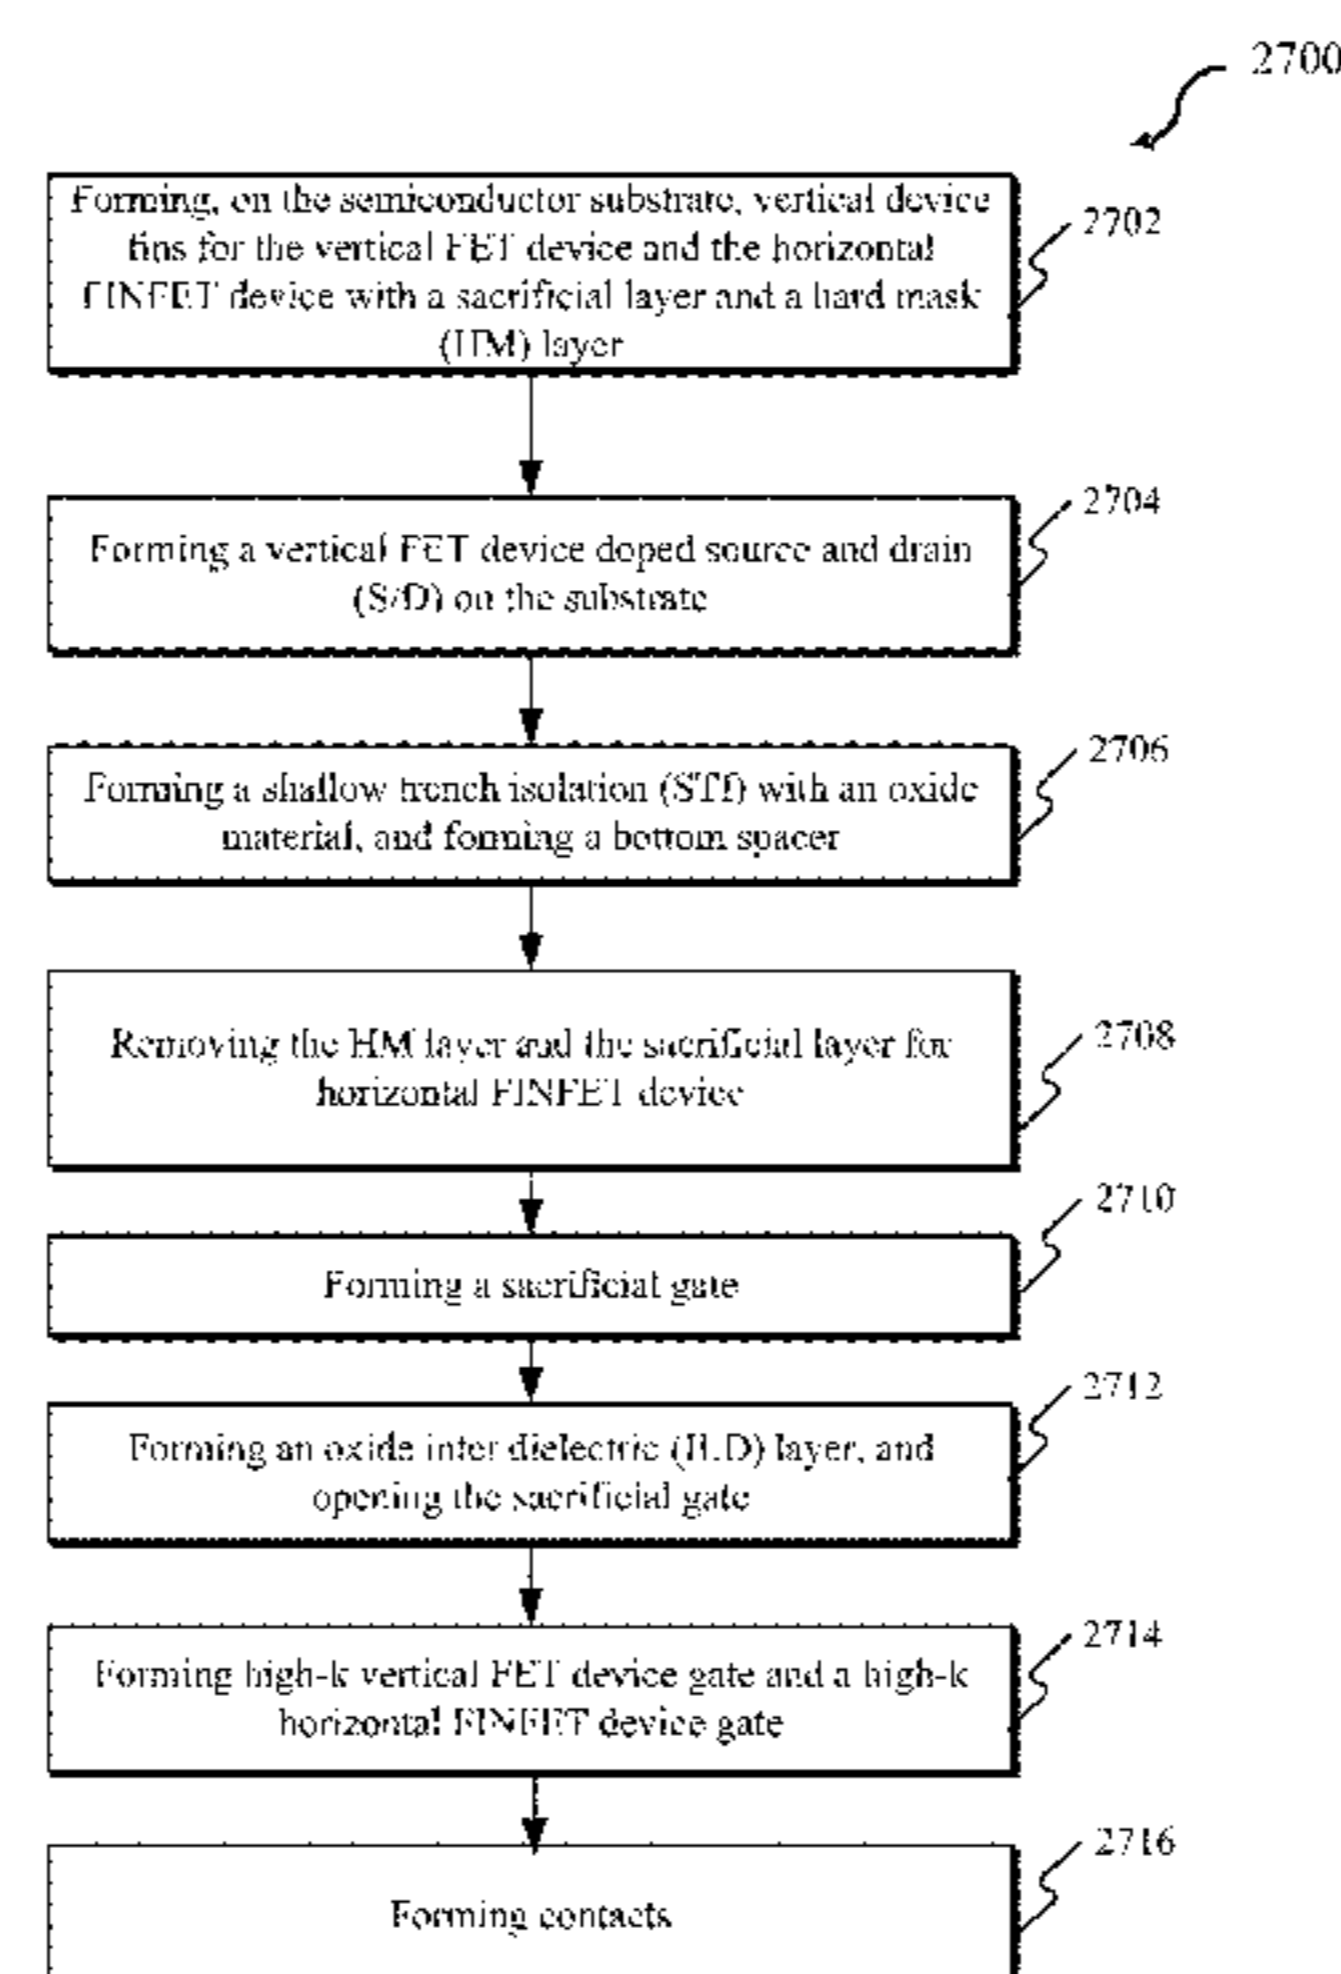 2700
Forming, on the semiconductor substrate, vertical device
fins for the vertical FET device and the horizontal
FINFET device with a sacrificial layer and a hard mask
(HM) layer
2702
Forming a vertical FET device doped source and drain
(S/D) on the substrate
2704
Forming a shallow trench isolation (STI) with an oxide
material, and forming a bottom spacer
2706
Removing the HM layer and the sacrificial layer for
horizontal FINFET device
2708
Forming a sacrificial gate
2710
Forming an oxide inter dielectric (ILD) layer, and
opening the sacrificial gate
2712
Forming high-k vertical FET device gate and a high-k
horizontal FINFET device gate
2714
Forming contacts
2716